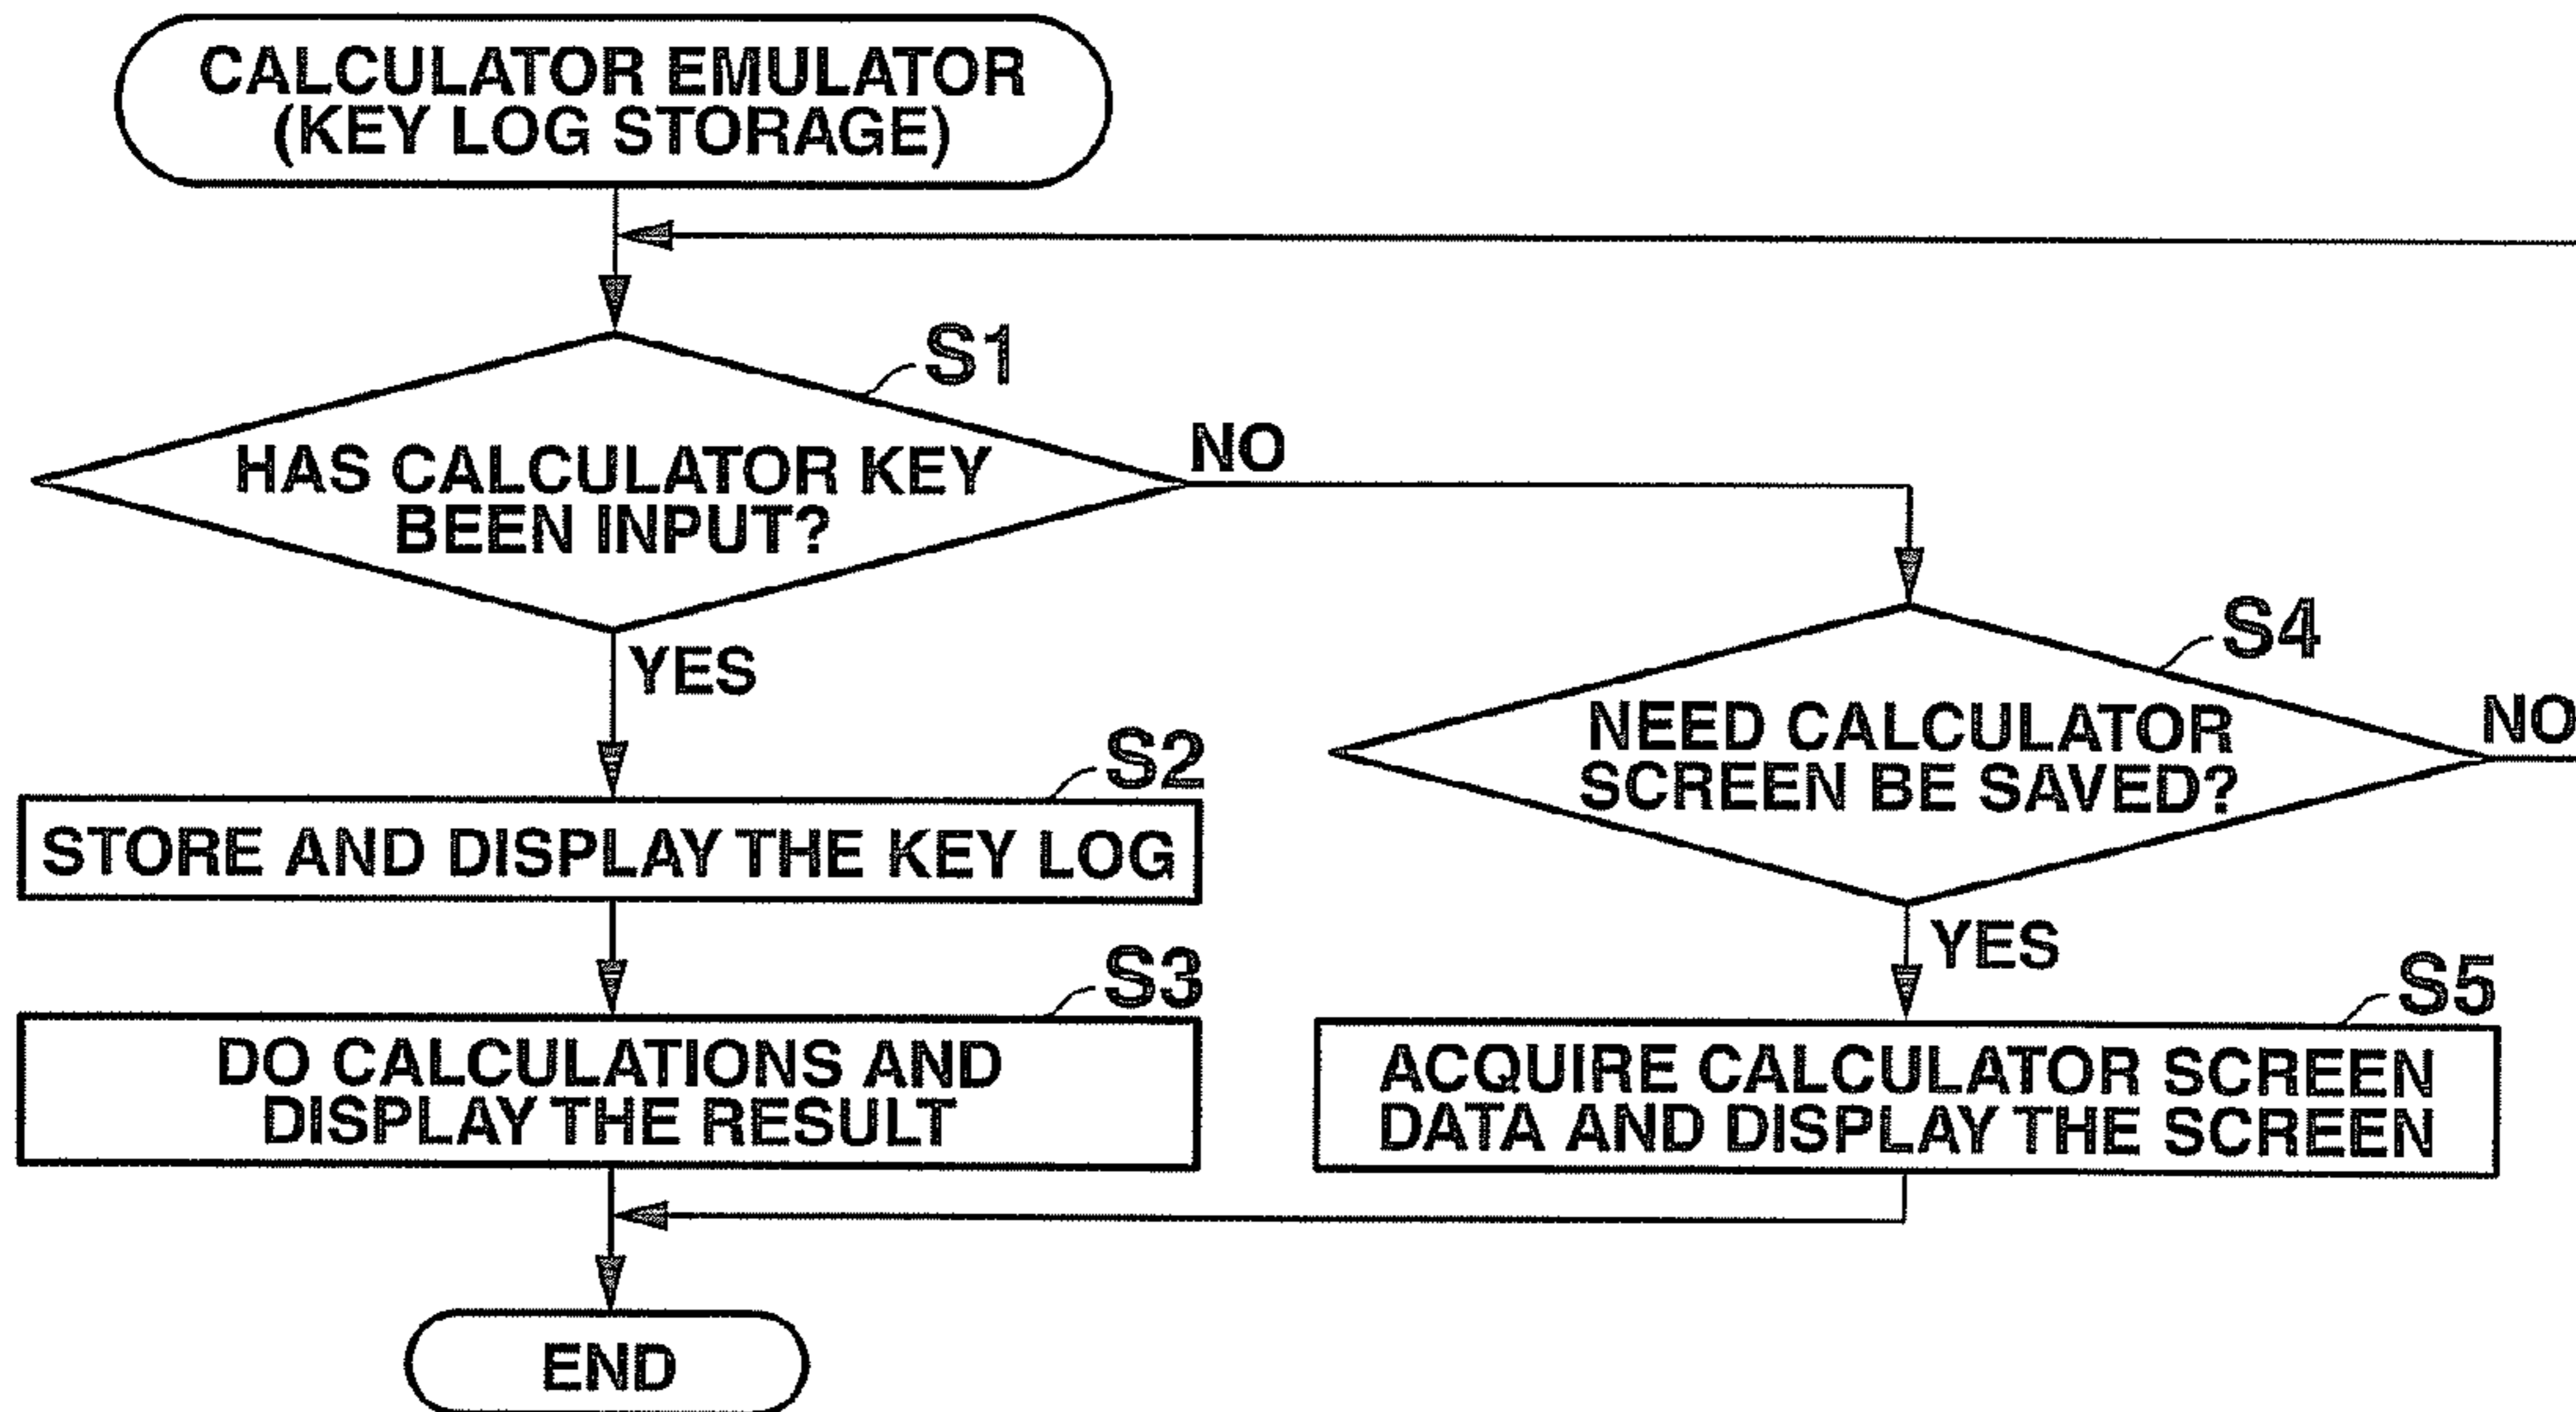 CALCULATOR EMULATOR
(KEY LOG STORAGE)
S1
HAS CALCULATOR KEY
BEEN INPUT?
NO
YES
S4
NEED CALCULATOR
SCREEN BE SAVED?
NO
YES
S2
STORE AND DISPLAY THE KEY LOG
S3
DO CALCULATIONS AND
DISPLAY THE RESULT
S5
ACQUIRE CALCULATOR SCREEN
DATA AND DISPLAY THE SCREEN
END